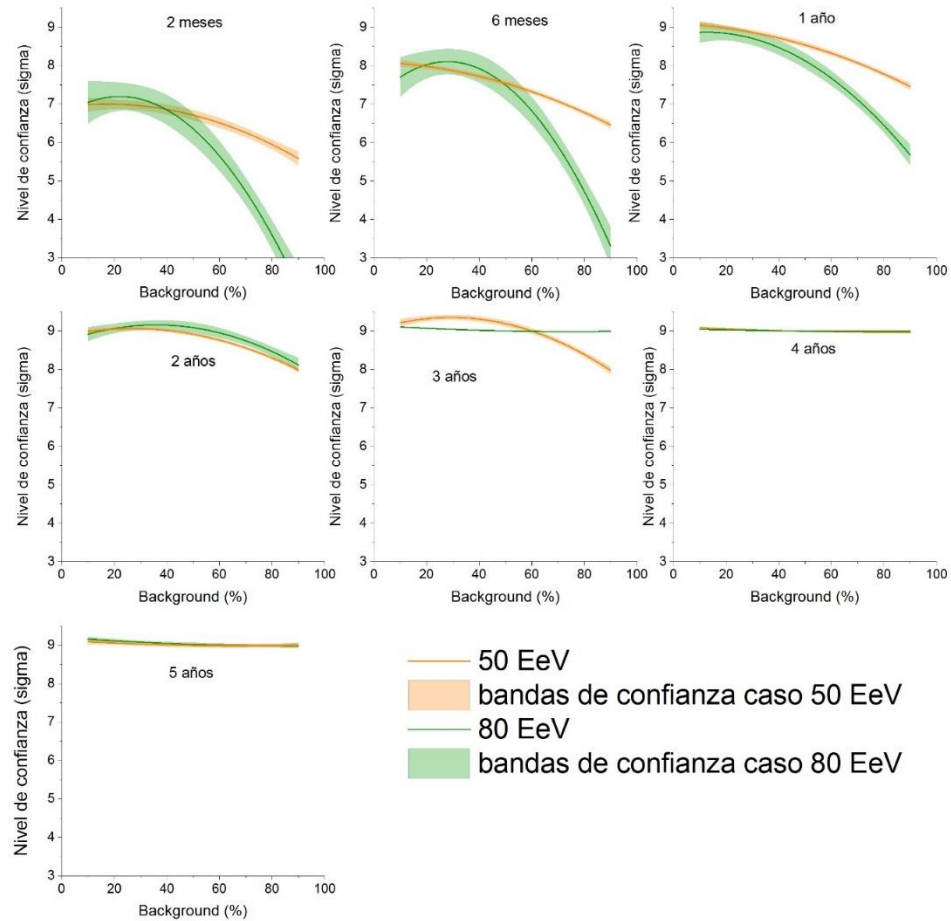 2 meses
Nivel de confianza (sigma)
9
8
7
6
5
4
3
0 20 40 60 80 100
Background (%)
6 meses
Nivel de confianza (sigma)
9
8
7
6
5
4
3
0 20 40 60 80 100
Background (%)
1 año
Nivel de confianza (sigma)
9
8
7
6
5
4
3
0 20 40 60 80 100
Background (%)
2 años
Nivel de confianza (sigma)
9
8
7
6
5
4
3
0 20 40 60 80 100
Background (%)
3 años
Nivel de confianza (sigma)
9
8
7
6
5
4
3
0 20 40 60 80 100
Background (%)
4 años
Nivel de confianza (sigma)
9
8
7
6
5
4
3
0 20 40 60 80 100
Background (%)
5 años
Nivel de confianza (sigma)
9
8
7
6
5
4
3
0 20 40 60 80 100
Background (%)
50 EeV
bandas de confianza caso 50 EeV
80 EeV
bandas de confianza caso 80 EeV